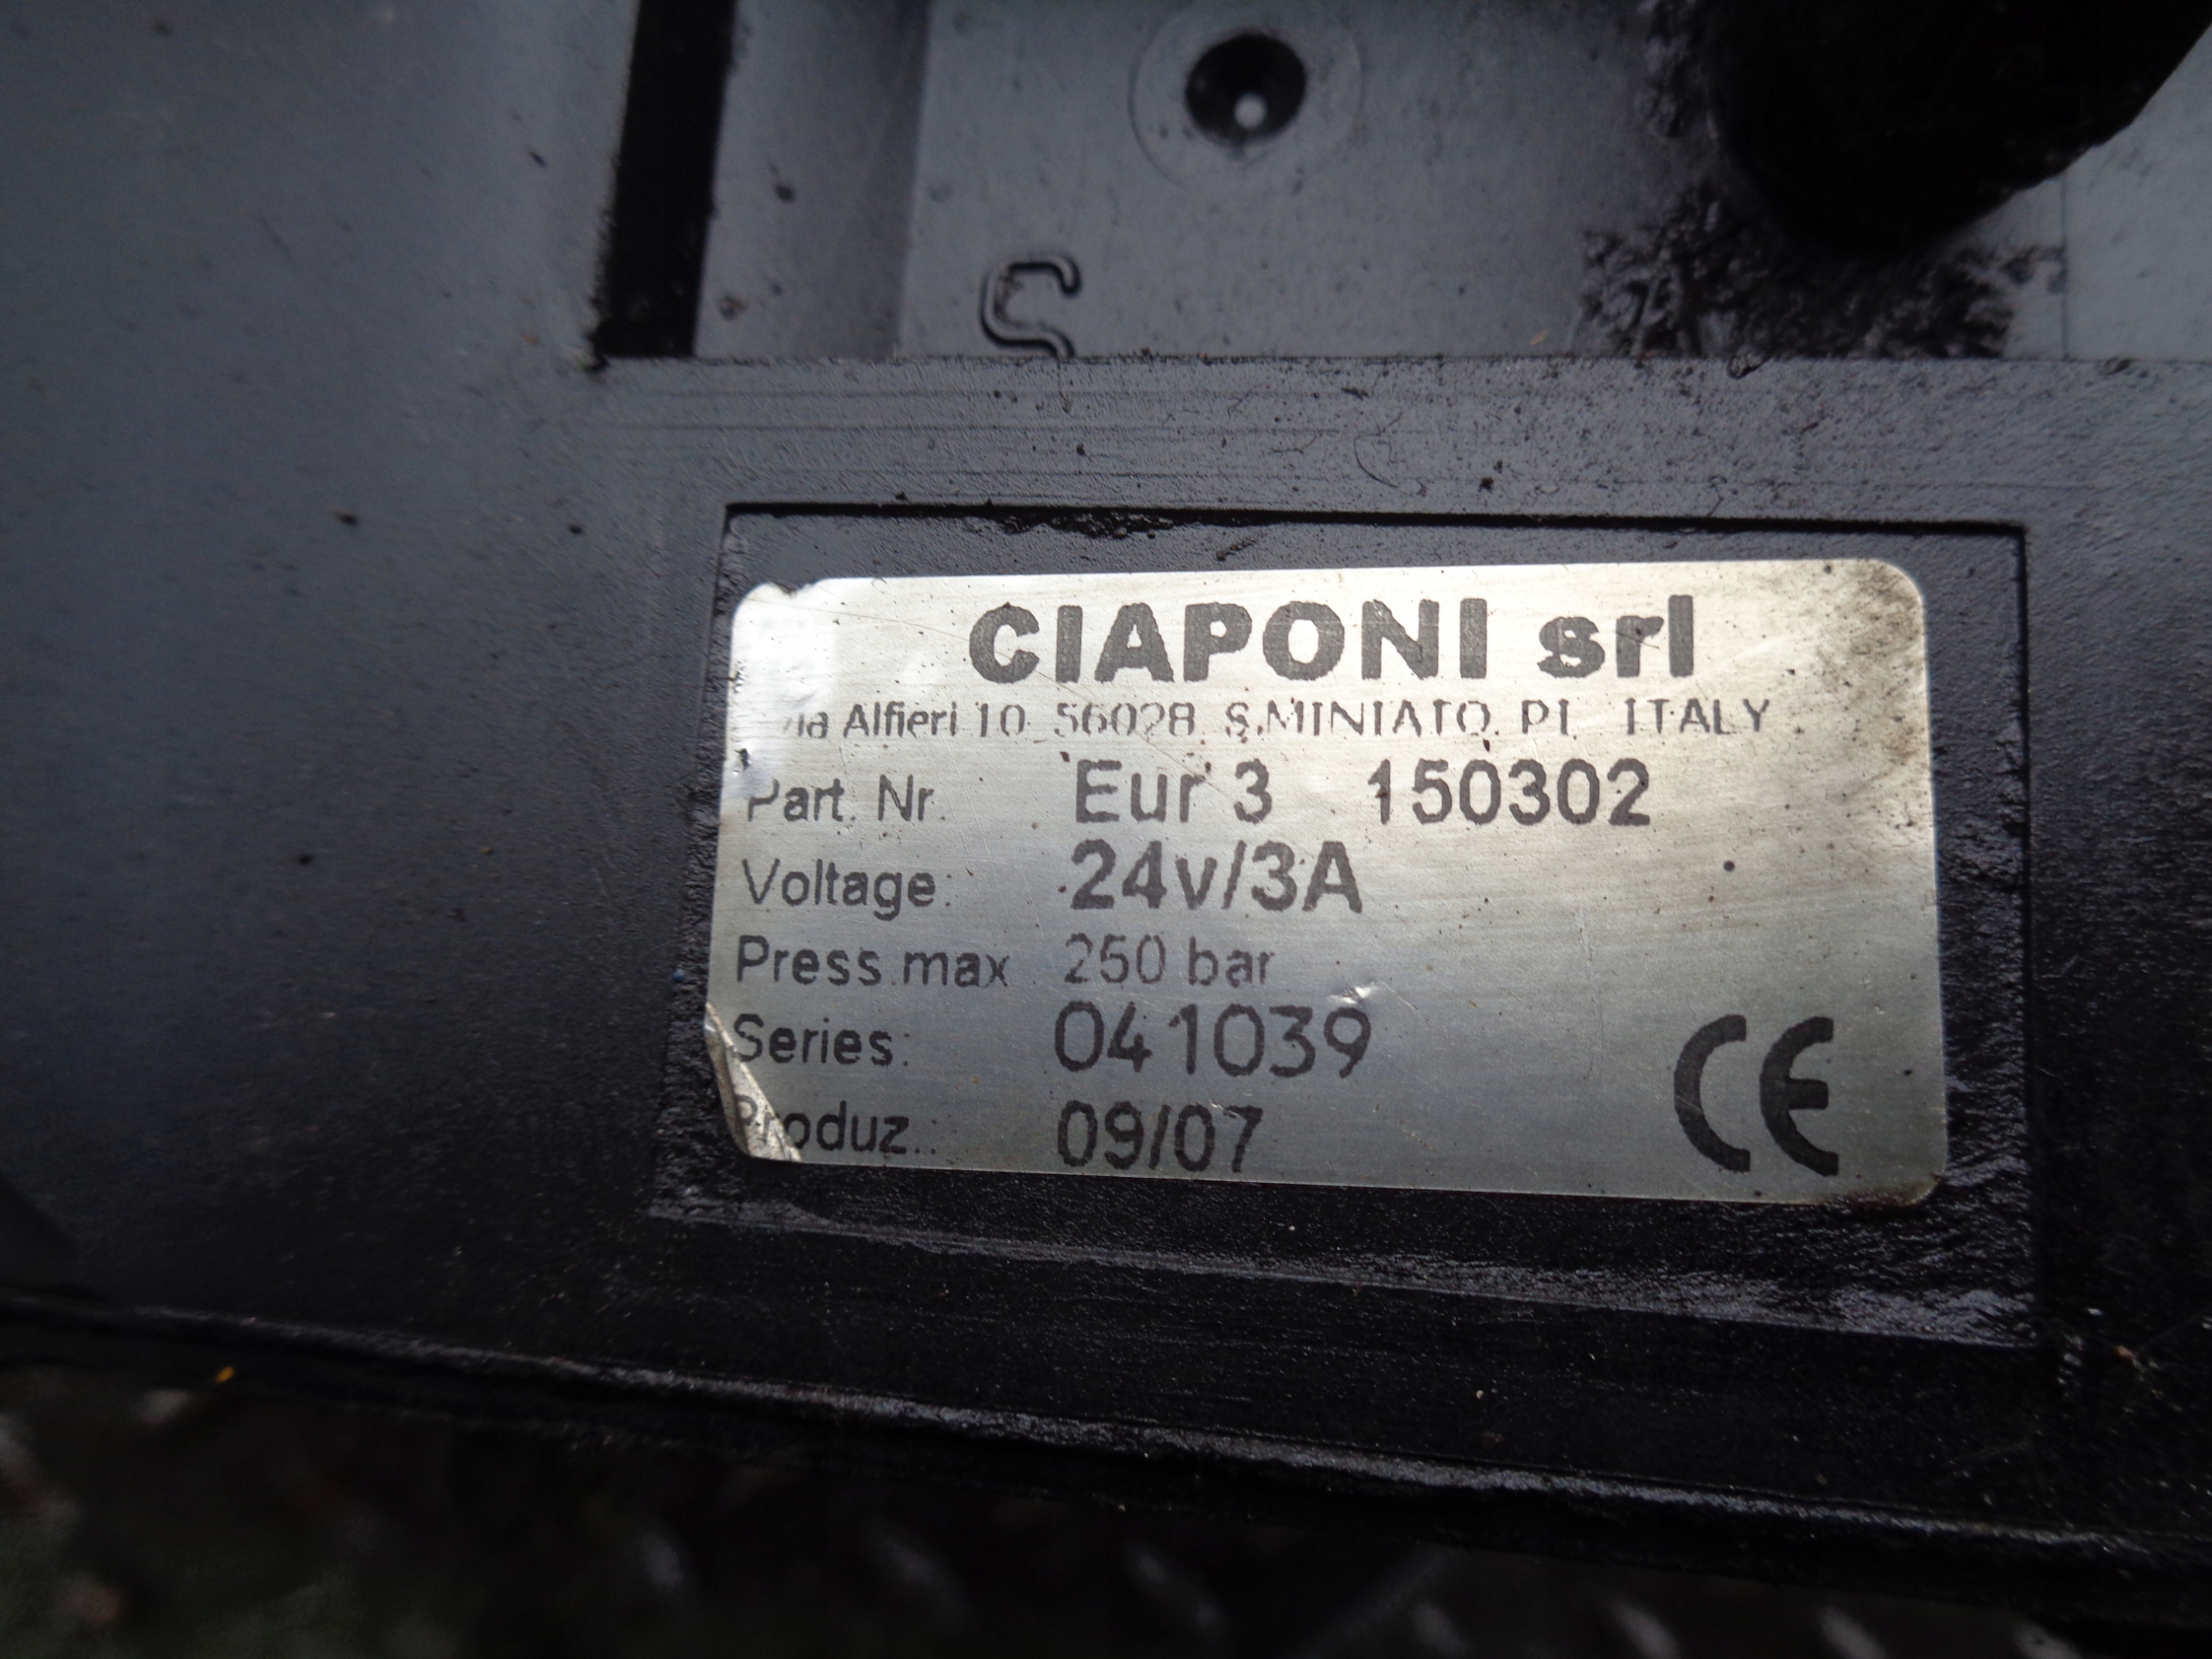 S
CIAPONI srl
Via Alfieri 10 56028 S.MINIATO PI ITALY
Part. Nr. Eur 3 150302
Voltage: 24v/3A
Press.max 250 bar
Series: 041039
Produz.: 09/07
CE